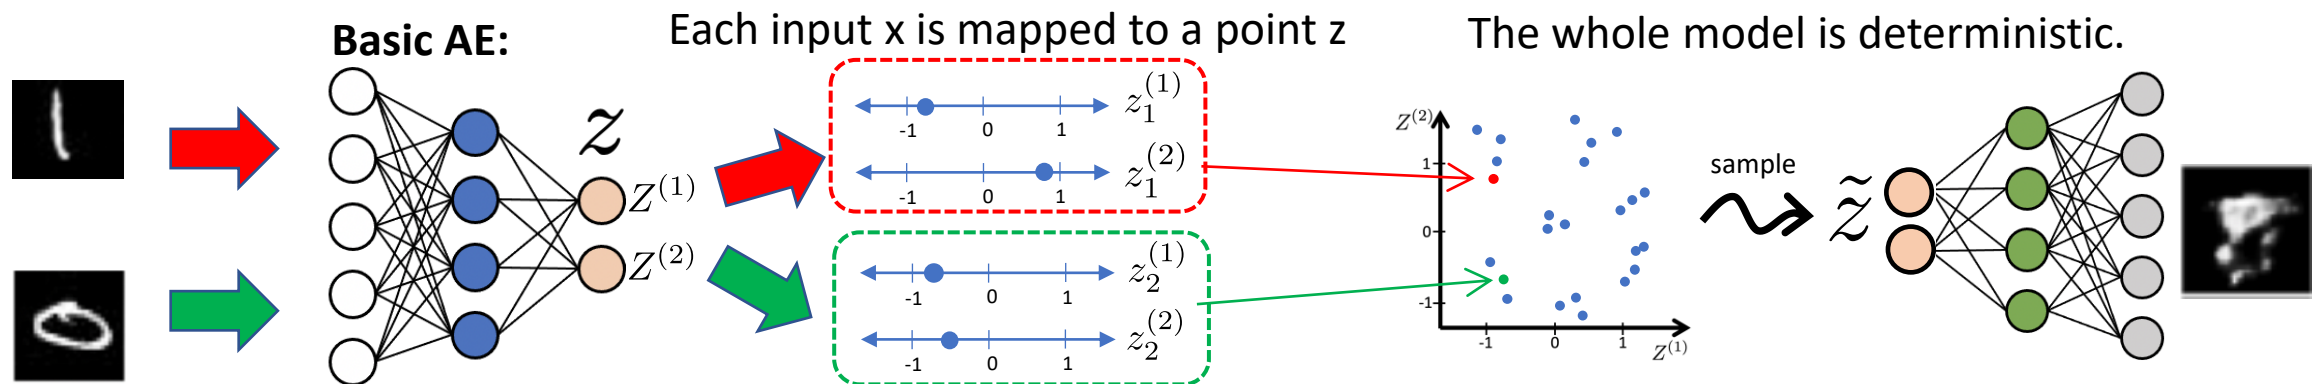 Basic AE:
Each input x is mapped to a point z
The whole model is deterministic.
z
Z^{(1)}
Z^{(2)}
z_1^{(1)}
-1 0 1
z_1^{(2)}
-1 0 1
z_2^{(1)}
-1 0 1
z_2^{(2)}
-1 0 1
Z^{(2)}
1
0
-1
-1 0 1
Z^{(1)}
sample
z̃̃